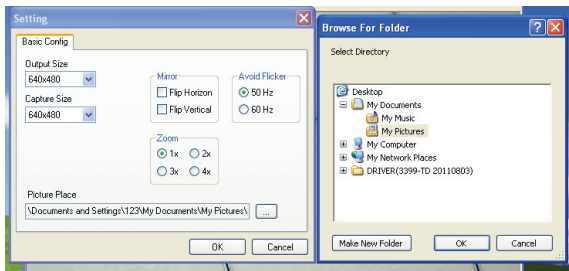 Setting
Basic Config
Output Size
640x480
Capture Size
640x480
Mirror
Flip Horizon
Flip Vertical
Avoid Flicker
50 Hz
60 Hz
Zoom
1x 2x
3x 4x
Picture Place
\Documents and Settings\123\My Documents\My Pictures\ ...
OK Cancel
Browse For Folder
Select Directory
Desktop
My Documents
My Music
My Pictures
My Computer
My Network Places
DRIVER(3399-TD 20110803)
Make New Folder OK Cancel